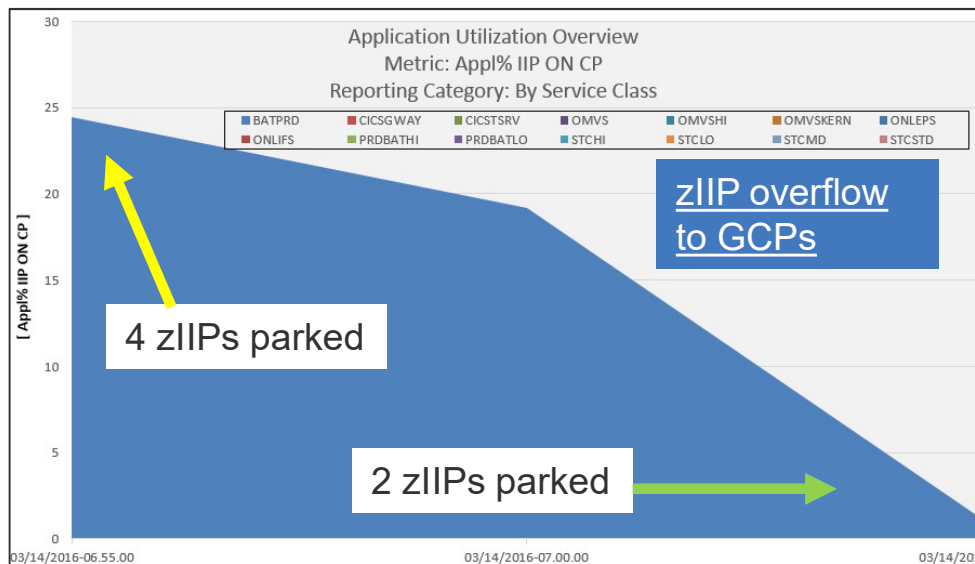 Application Utilization Overview
Metric: Appl% IIP ON CP
Reporting Category: By Service Class
BATPRD CICSGWAY CICSTSRV OMVS OMVSHI OMVSKERN ONLEPS
ONLIFS PRDBATHI PRDBATLO STCHI STCLO STCMD STCSTD
zIIP overflow
to GCPs
4 zIIPs parked
2 zIIPs parked
[ Appl% IIP ON CP ]
30
25
20
15
10
5
0
03/14/2016-06.55.00 03/14/2016-07.00.00 03/14/20